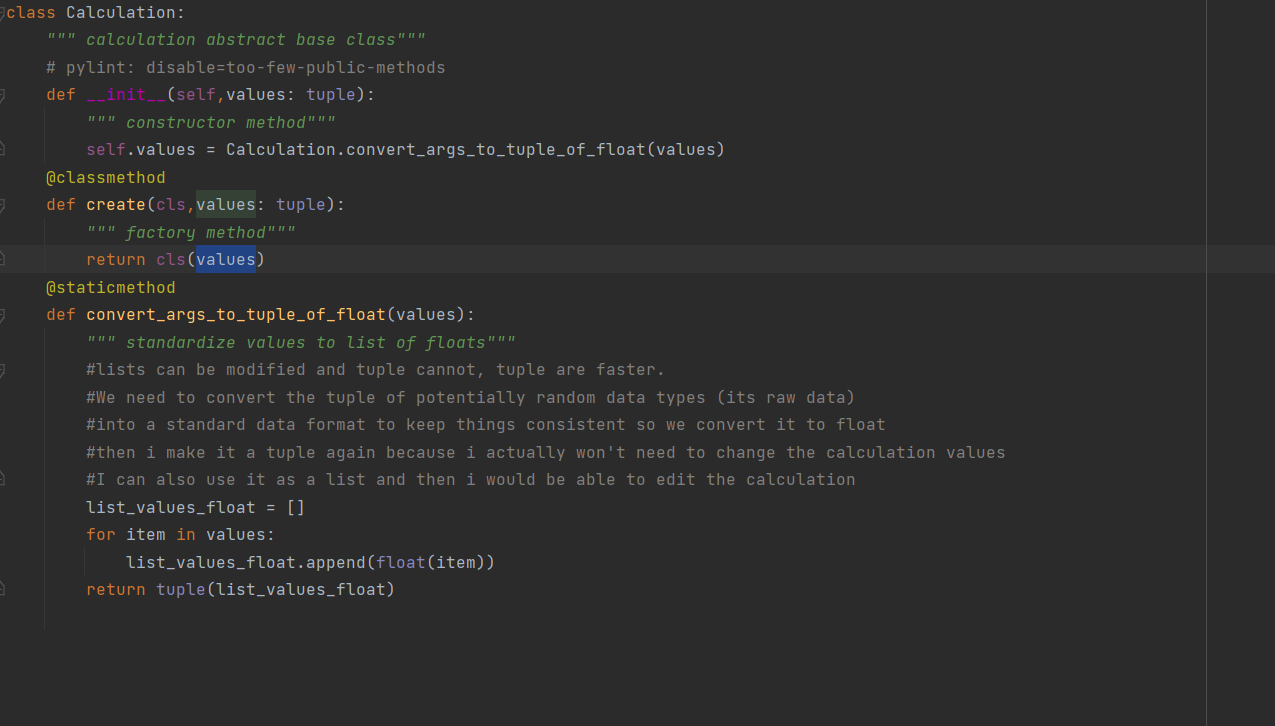 class Calculation:
    """ calculation abstract base class"""
    # pylint: disable=too-few-public-methods
    def __init__(self,values: tuple):
        """ constructor method"""
        self.values = Calculation.convert_args_to_tuple_of_float(values)
    @classmethod
    def create(cls,values: tuple):
        """ factory method"""
        return cls(values)
    @staticmethod
    def convert_args_to_tuple_of_float(values):
        """ standardize values to list of floats"""
        #lists can be modified and tuple cannot, tuple are faster.
        #We need to convert the tuple of potentially random data types (its raw data)
        #into a standard data format to keep things consistent so we convert it to float
        #then i make it a tuple again because i actually won't need to change the calculation values
        #I can also use it as a list and then i would be able to edit the calculation
        list_values_float = []
        for item in values:
            list_values_float.append(float(item))
        return tuple(list_values_float)